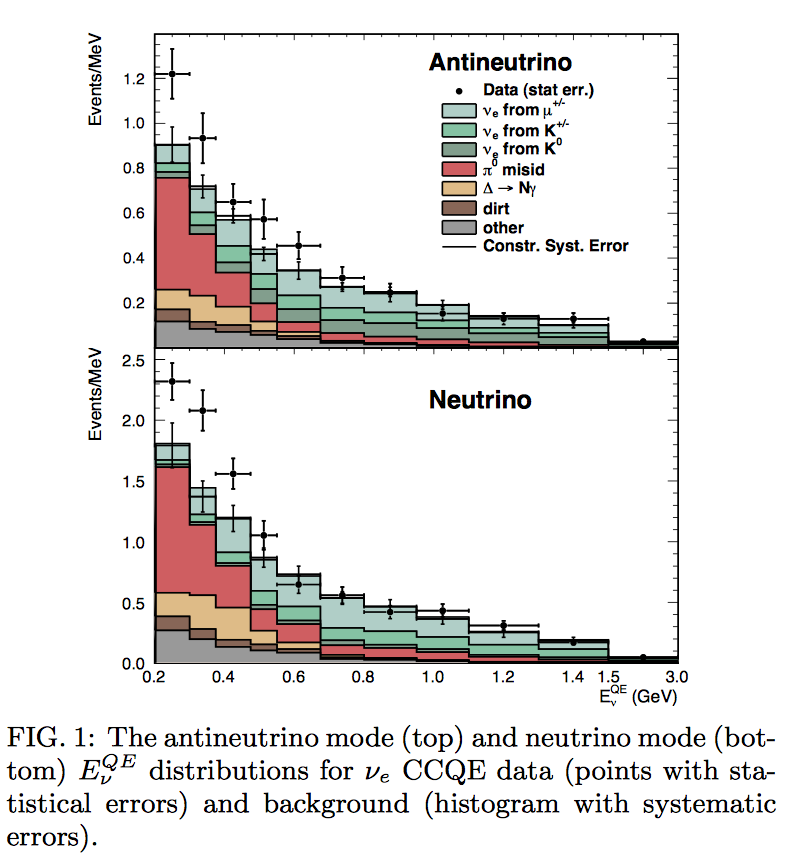 Events/MeV
1.2
1.0
0.8
0.6
0.4
0.2
Antineutrino
Data (stat err.)
νe from μ+/-
νe from K+/-
νe from K0
π0 misid
Δ → Nγ
dirt
other
Constr. Syst. Error
Events/MeV
2.5
2.0
1.5
1.0
0.5
0.0
Neutrino
0.2 0.4 0.6 0.8 1.0 1.2 1.4 1.5 3.0
EνQE (GeV)
FIG. 1: The antineutrino mode (top) and neutrino mode (bot-
tom) EνQE distributions for νe CCQE data (points with sta-
tistical errors) and background (histogram with systematic
errors).